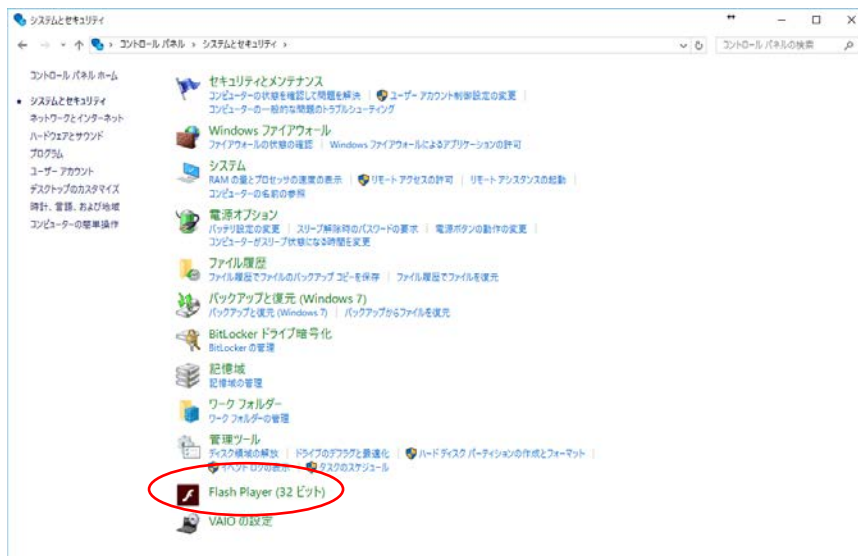 システムとセキュリティ
コントロール パネル › システムとセキュリティ ›
コントロール パネルの検索
コントロール パネル ホーム
システムとセキュリティ
ネットワークとインターネット
ハードウェアとサウンド
プログラム
ユーザー アカウント
デスクトップのカスタマイズ
時計、言語、および地域
コンピューターの簡単操作
セキュリティとメンテナンス
コンピューターの状態を確認して問題を解決 | ユーザー アカウント制御設定の変更 |
コンピューターの一般的な問題のトラブルシューティング
Windows ファイアウォール
ファイアウォールの状態の確認 | Windows ファイアウォールによるアプリケーションの許可
システム
RAM の量とプロセッサの速度の表示 | リモート アクセスの許可 | リモート アシスタンスの起動 |
コンピューターの名前の参照
電源オプション
バッテリ設定の変更 | スリープ解除時のパスワードの要求 | 電源ボタンの動作の変更 |
コンピューターがスリープ状態になる時間を変更
ファイル履歴
ファイル履歴でファイルのバックアップ コピーを保存 | ファイル履歴でファイルを復元
バックアップと復元 (Windows 7)
バックアップと復元 (Windows 7) | バックアップからファイルを復元
BitLocker ドライブ暗号化
BitLocker の管理
記憶域
記憶域の管理
ワーク フォルダー
ワーク フォルダーの管理
管理ツール
ディスク領域の解放 | ドライブのデフラグと最適化 | ハード ディスク パーティションの作成とフォーマット |
イベント ログの表示 | タスクのスケジュール
Flash Player (32 ビット)
VAIO の設定